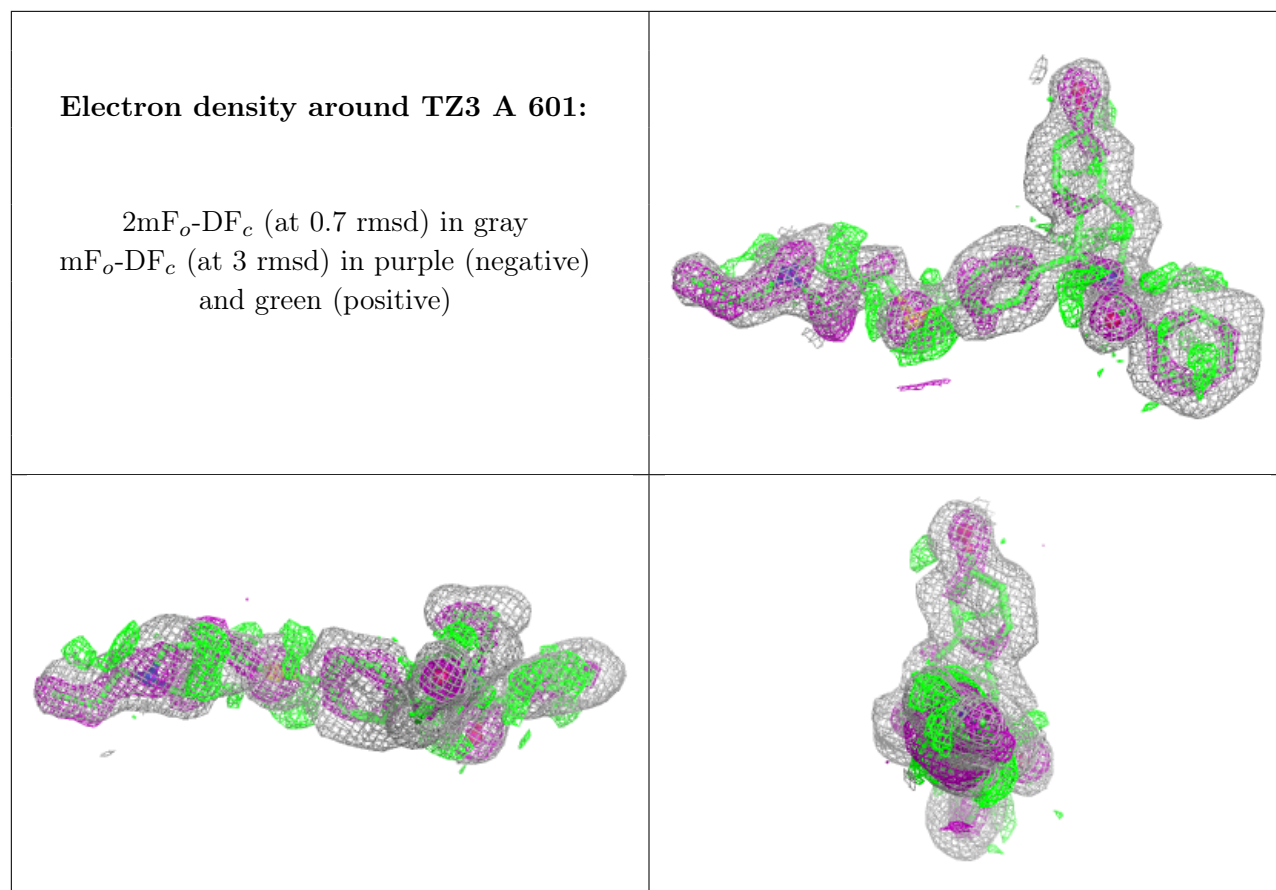 Electron density around TZ3 A 601:
2mFo-DFc (at 0.7 rmsd) in gray
mFo-DFc (at 3 rmsd) in purple (negative)
and green (positive)